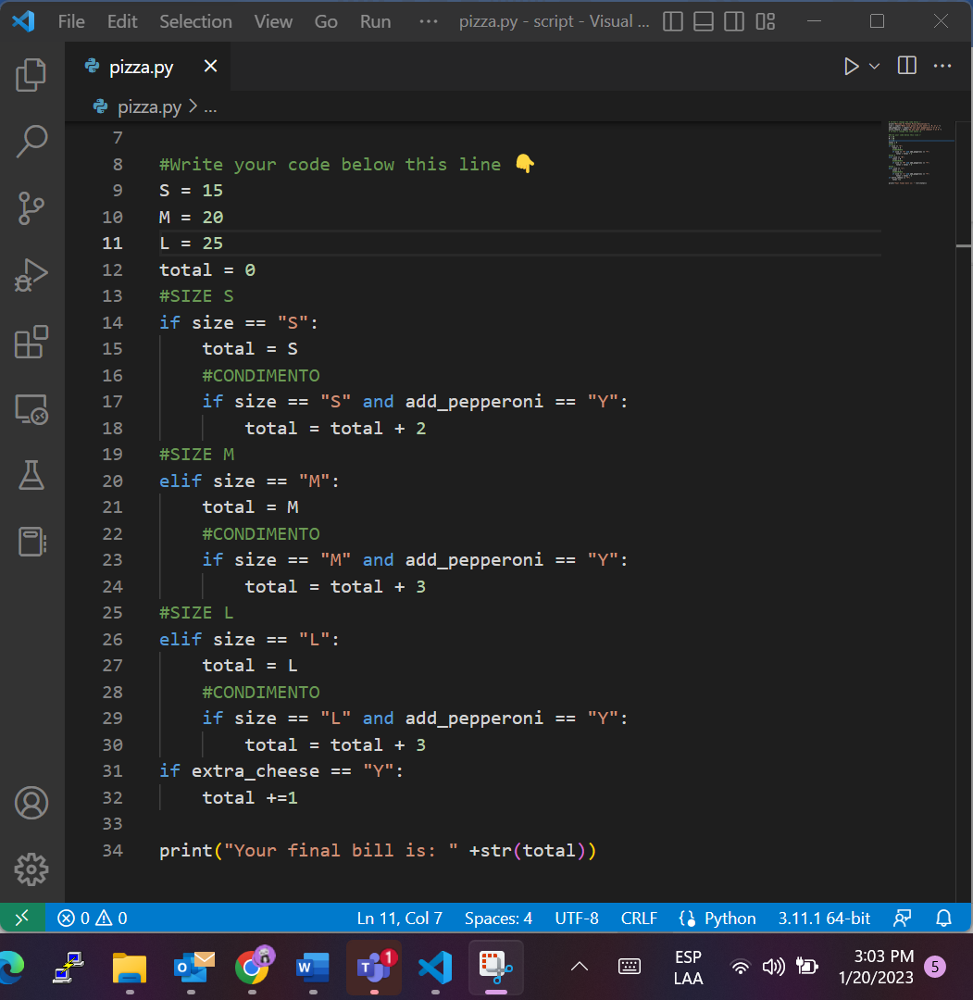 File Edit Selection View Go Run ··· pizza.py - script - Visual ...
pizza.py
pizza.py > ...
7
8 #Write your code below this line 👇
9 S = 15
10 M = 20
11 L = 25
12 total = 0
13 #SIZE S
14 if size == "S":
15 total = S
16 #CONDIMENTO
17 if size == "S" and add_pepperoni == "Y":
18 total = total + 2
19 #SIZE M
20 elif size == "M":
21 total = M
22 #CONDIMENTO
23 if size == "M" and add_pepperoni == "Y":
24 total = total + 3
25 #SIZE L
26 elif size == "L":
27 total = L
28 #CONDIMENTO
29 if size == "L" and add_pepperoni == "Y":
30 total = total + 3
31 if extra_cheese == "Y":
32 total +=1
33
34 print("Your final bill is: " +str(total))
0 0 Ln 11, Col 7 Spaces: 4 UTF-8 CRLF Python 3.11.1 64-bit
ESP 3:03 PM
LAA 1/20/2023 5